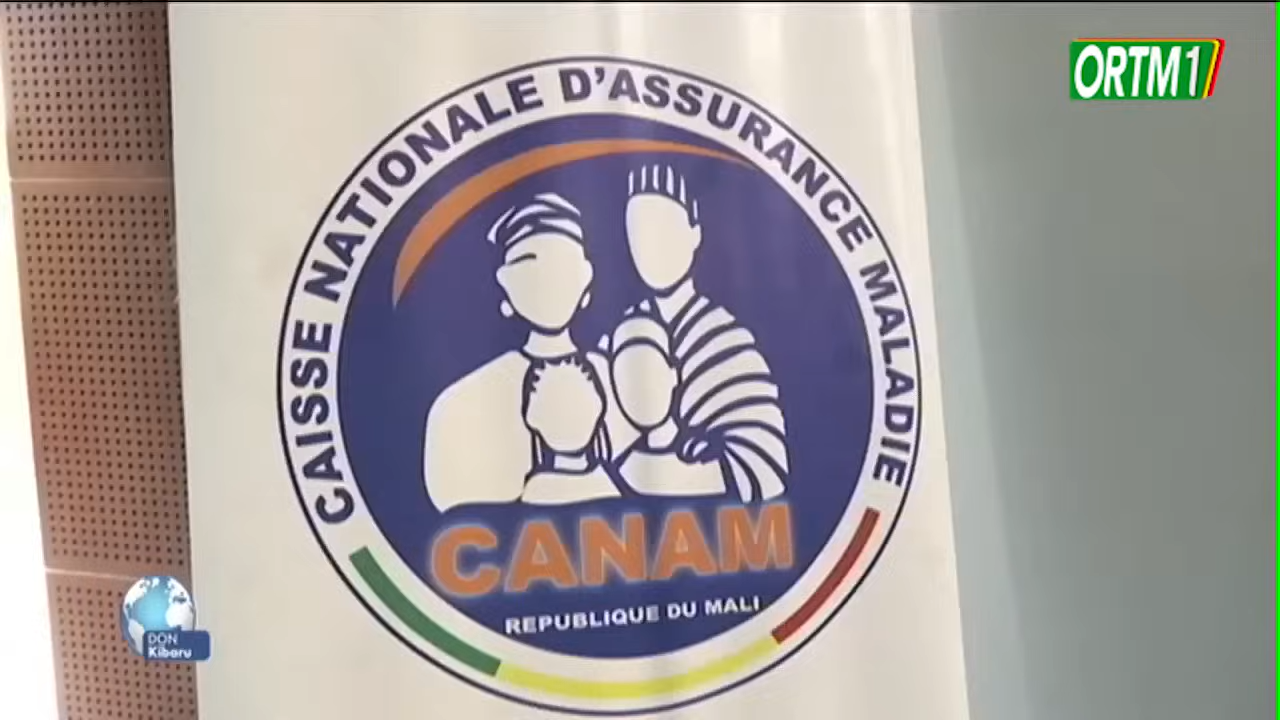 ORTM1
CAISSE NATIONALE D'ASSURANCE MALADIE
CANAM
REPUBLIQUE DU MALI
DON
Kibaru